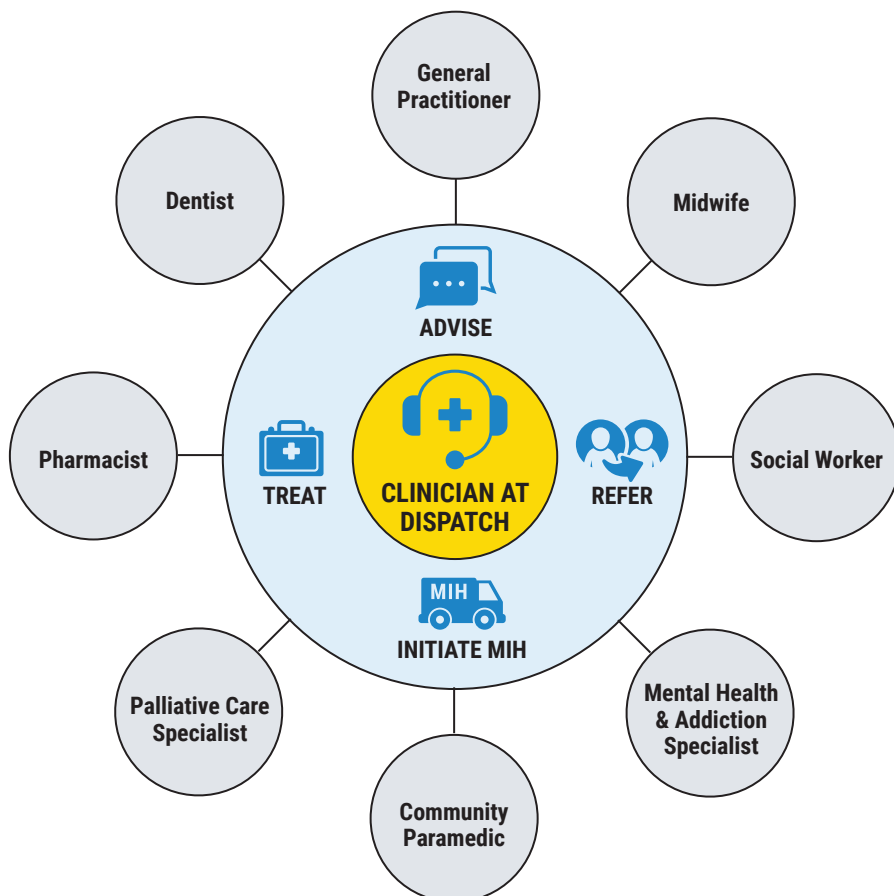 General
Practitioner
Dentist
Midwife
ADVISE
Pharmacist
TREAT
CLINICIAN AT
DISPATCH
REFER
Social Worker
MIH
INITIATE MIH
Palliative Care
Specialist
Mental Health
& Addiction
Specialist
Community
Paramedic